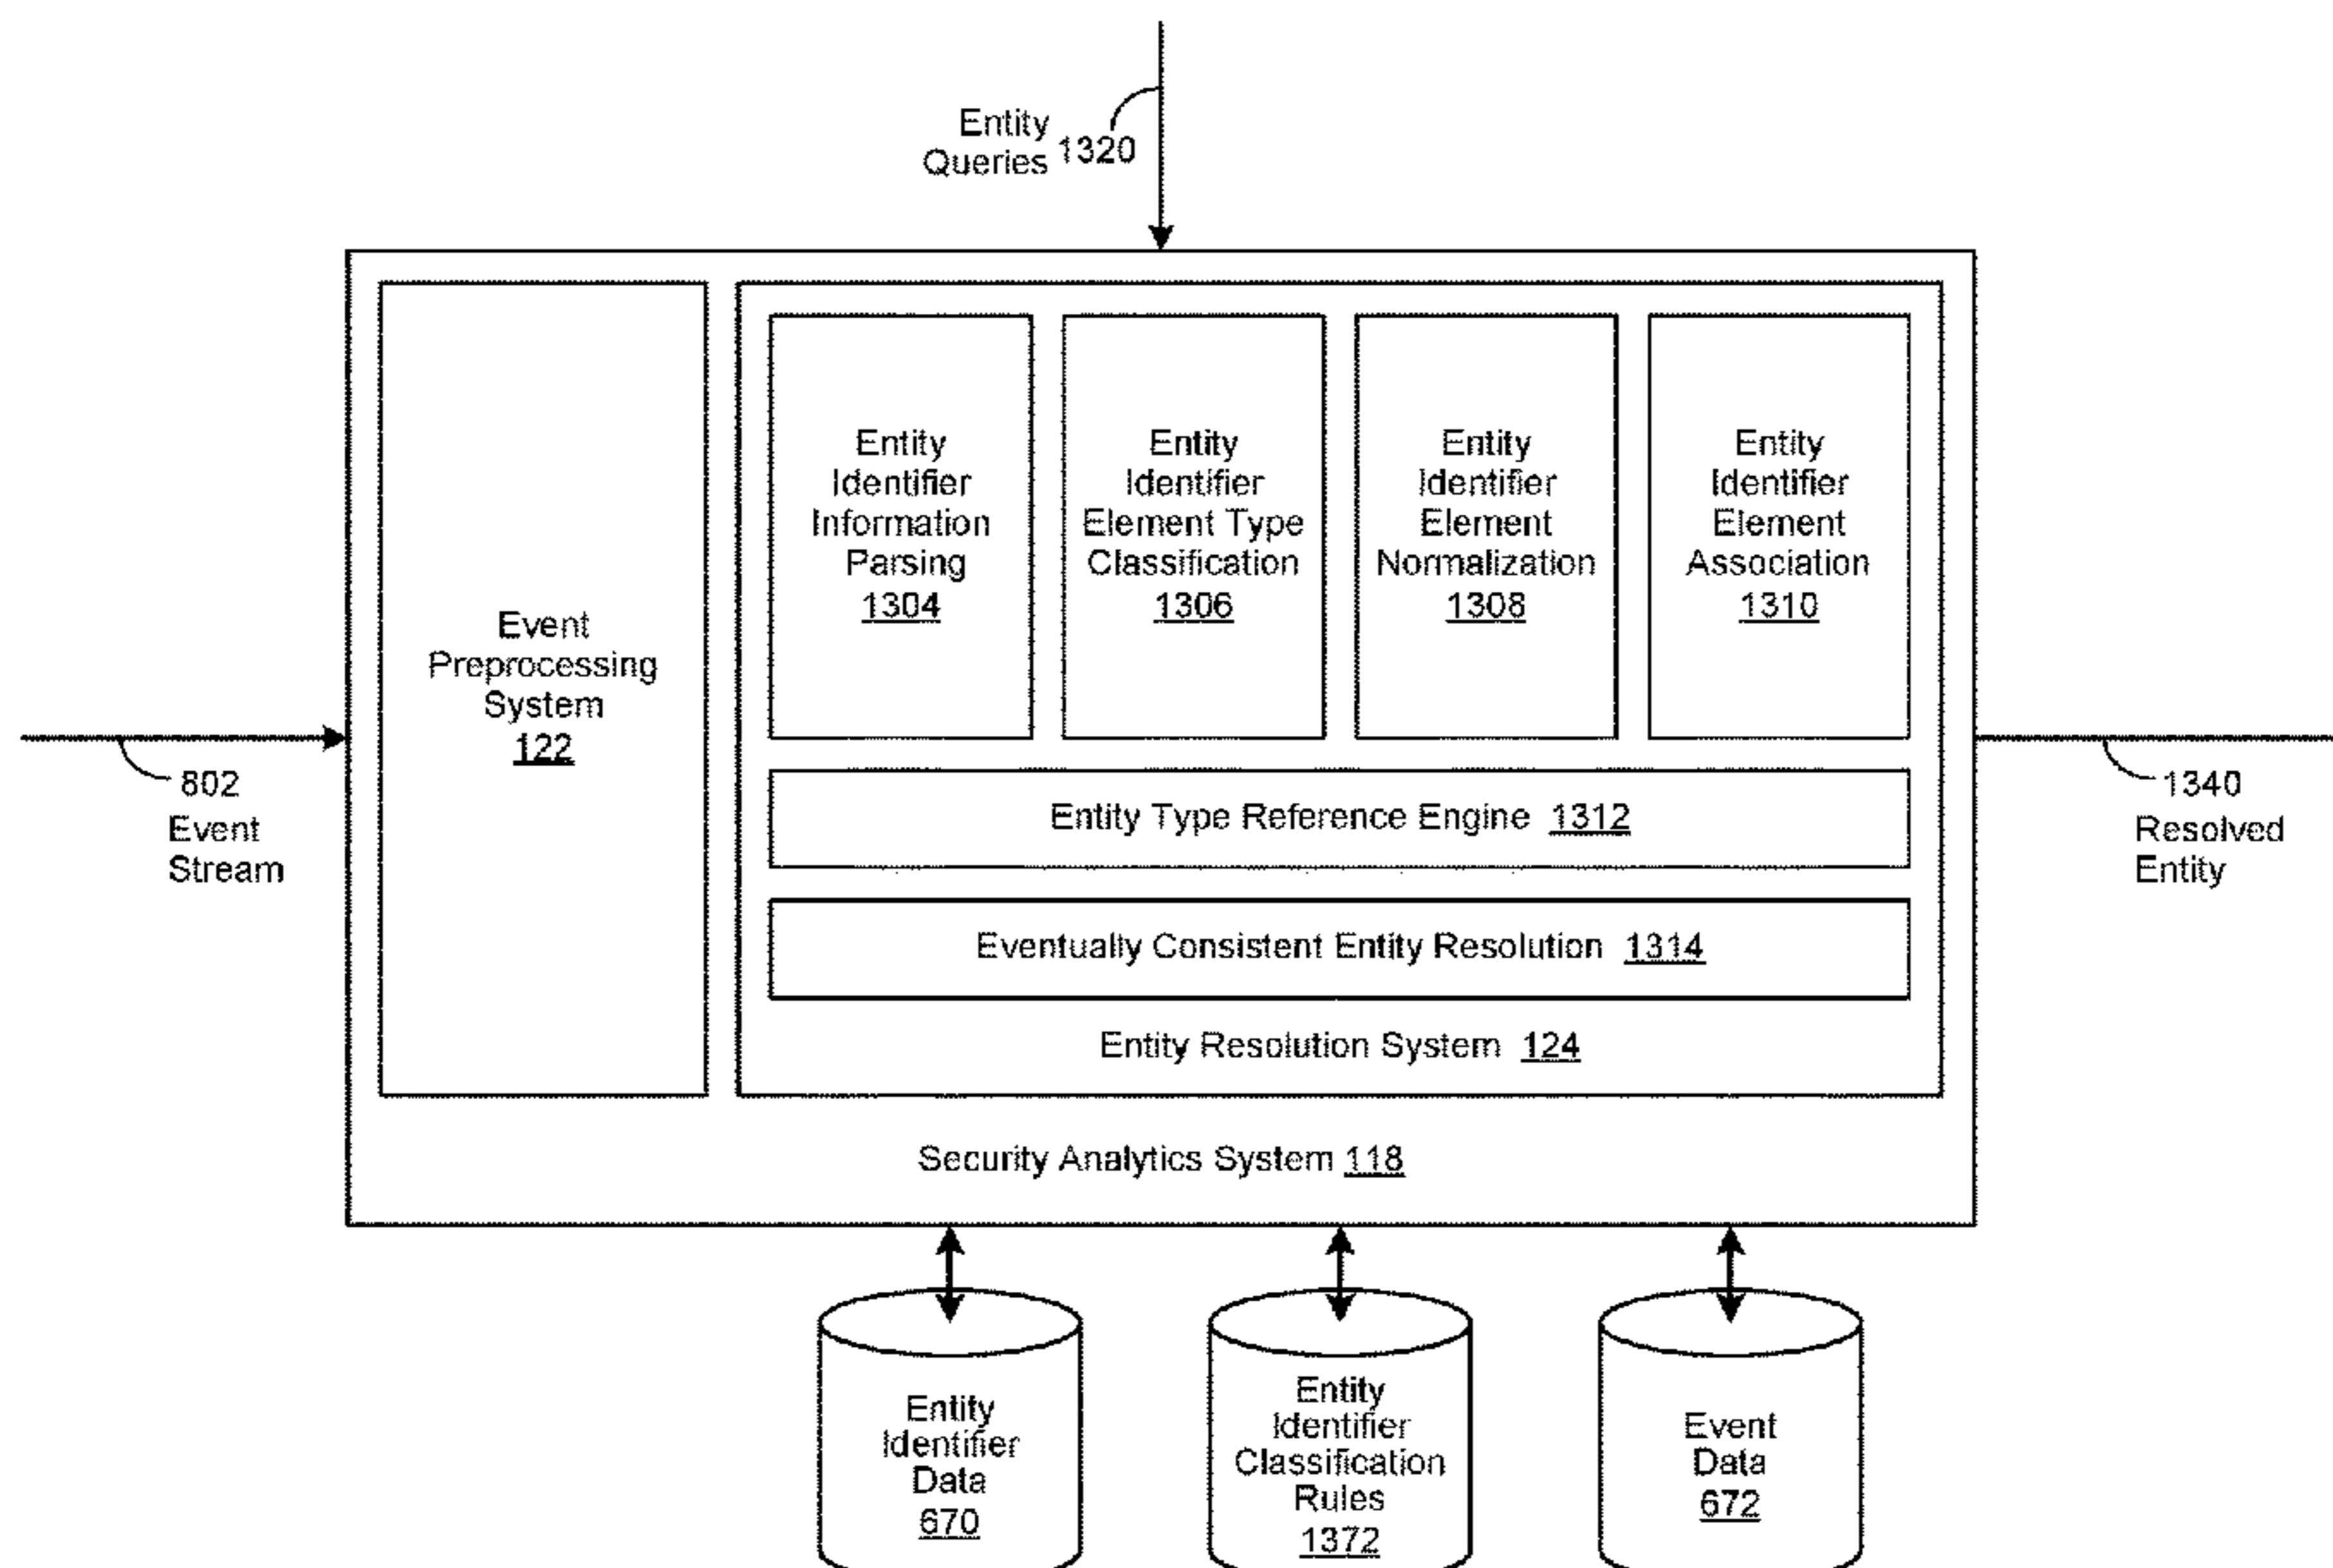 Entity
Queries 1320
Event
Preprocessing
System
122
Entity
Identifier
Information
Parsing
1304
Entity
Identifier
Element Type
Classification
1306
Entity
Identifier
Element
Normalization
1308
Entity
Identifier
Element
Association
1310
802
Event
Stream
Entity Type Reference Engine 1312
1340
Resolved
Entity
Eventually Consistent Entity Resolution 1314
Entity Resolution System 124
Security Analytics System 118
Entity
Identifier
Data
670
Entity
Identifier
Classification
Rules
1372
Event
Data
672